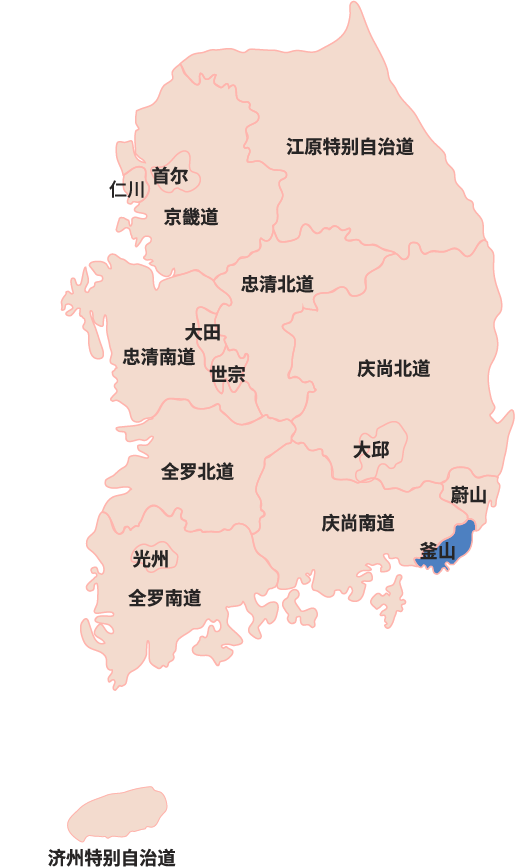 江原特别自治道
首尔
仁川
京畿道
忠清北道
大田
忠清南道
世宗
庆尚北道
大邱
全罗北道
蔚山
庆尚南道
釜山
光州
全罗南道
济州特别自治道